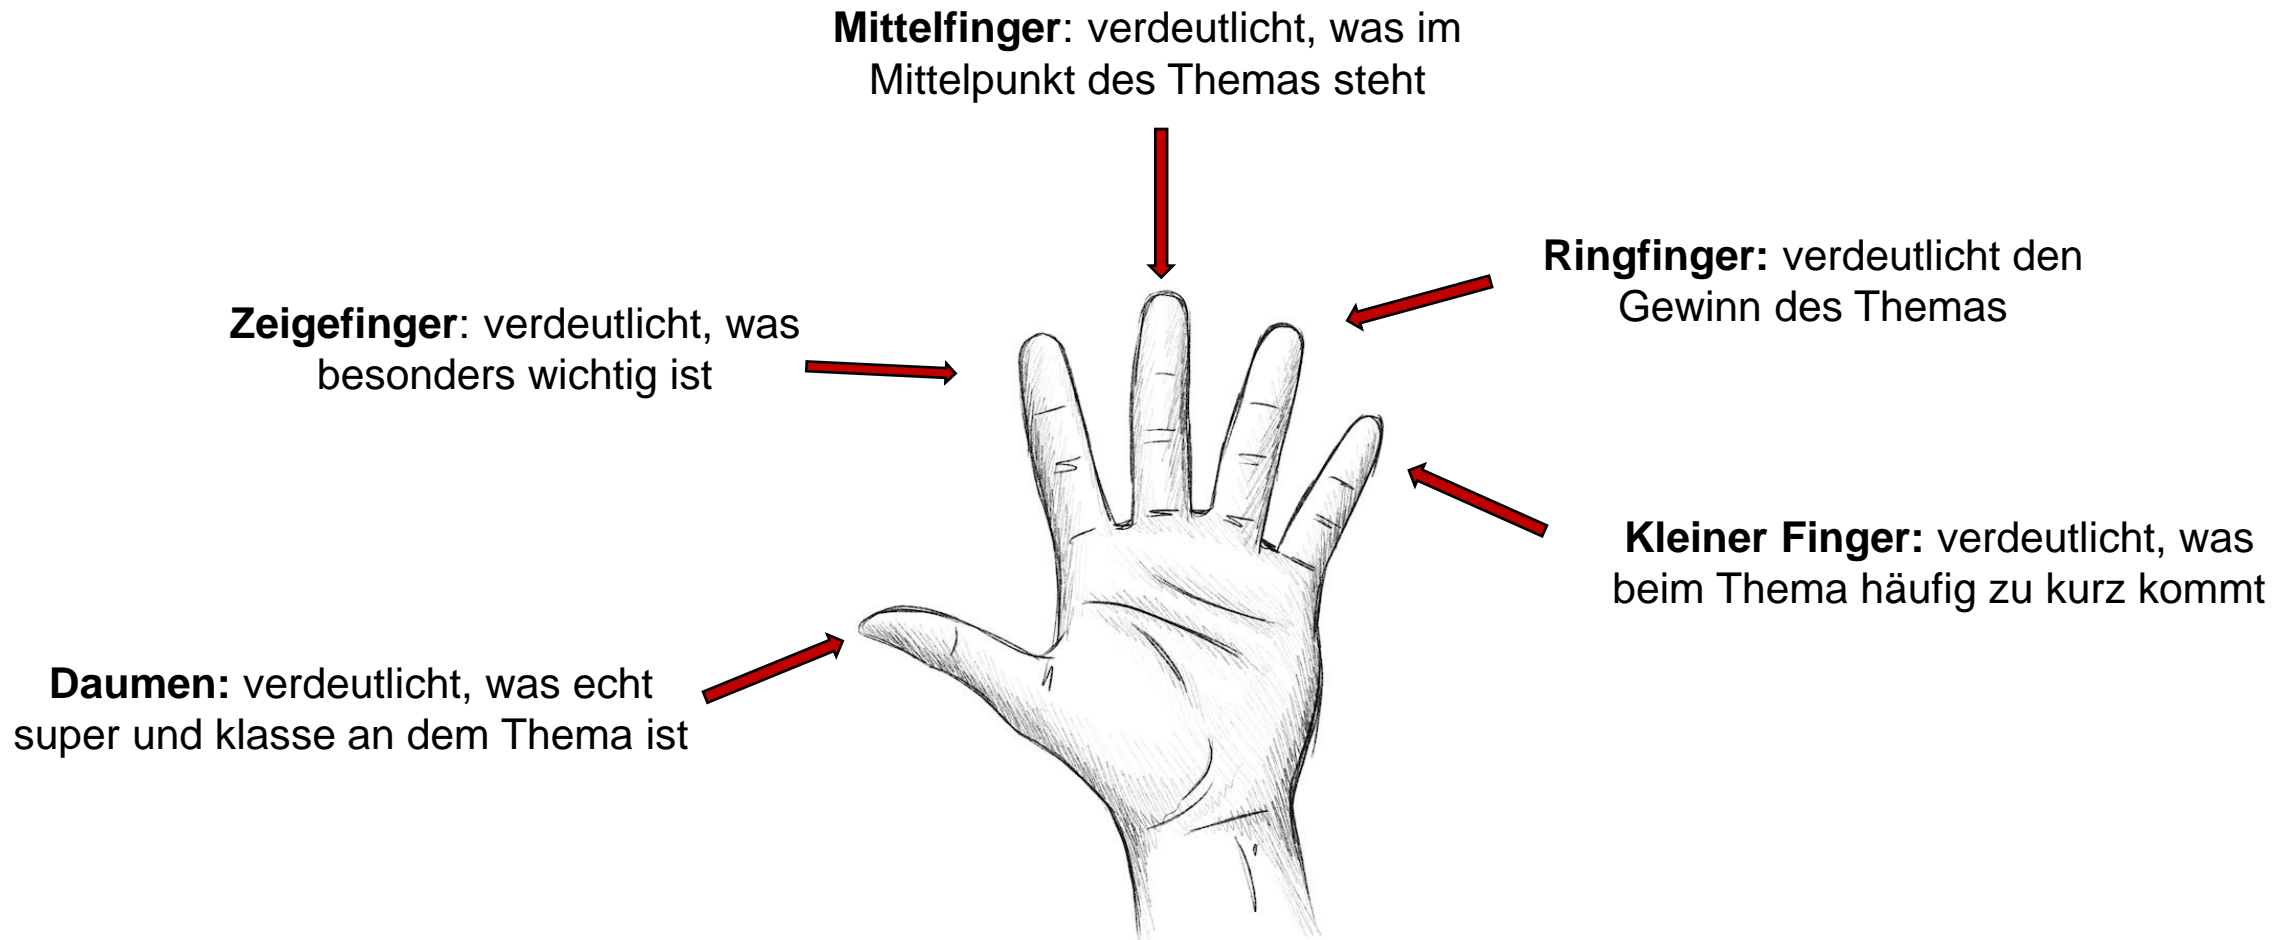 Mittelfinger: verdeutlicht, was im
Mittelpunkt des Themas steht
Ringfinger: verdeutlicht den
Gewinn des Themas
Zeigefinger: verdeutlicht, was
besonders wichtig ist
Kleiner Finger: verdeutlicht, was
beim Thema häufig zu kurz kommt
Daumen: verdeutlicht, was echt
super und klasse an dem Thema ist